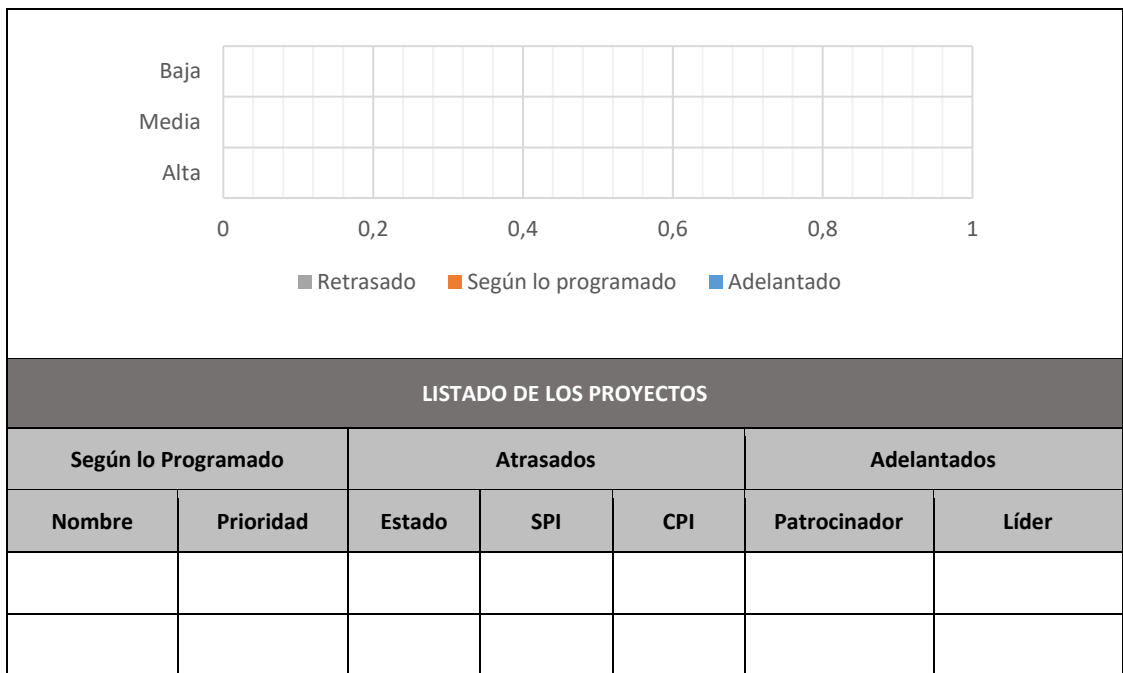 Baja
Media
Alta
0 0,2 0,4 0,6 0,8 1
Retrasado Según lo programado Adelantado
LISTADO DE LOS PROYECTOS
Según lo Programado Atrasados Adelantados
Nombre Prioridad Estado SPI CPI Patrocinador Líder